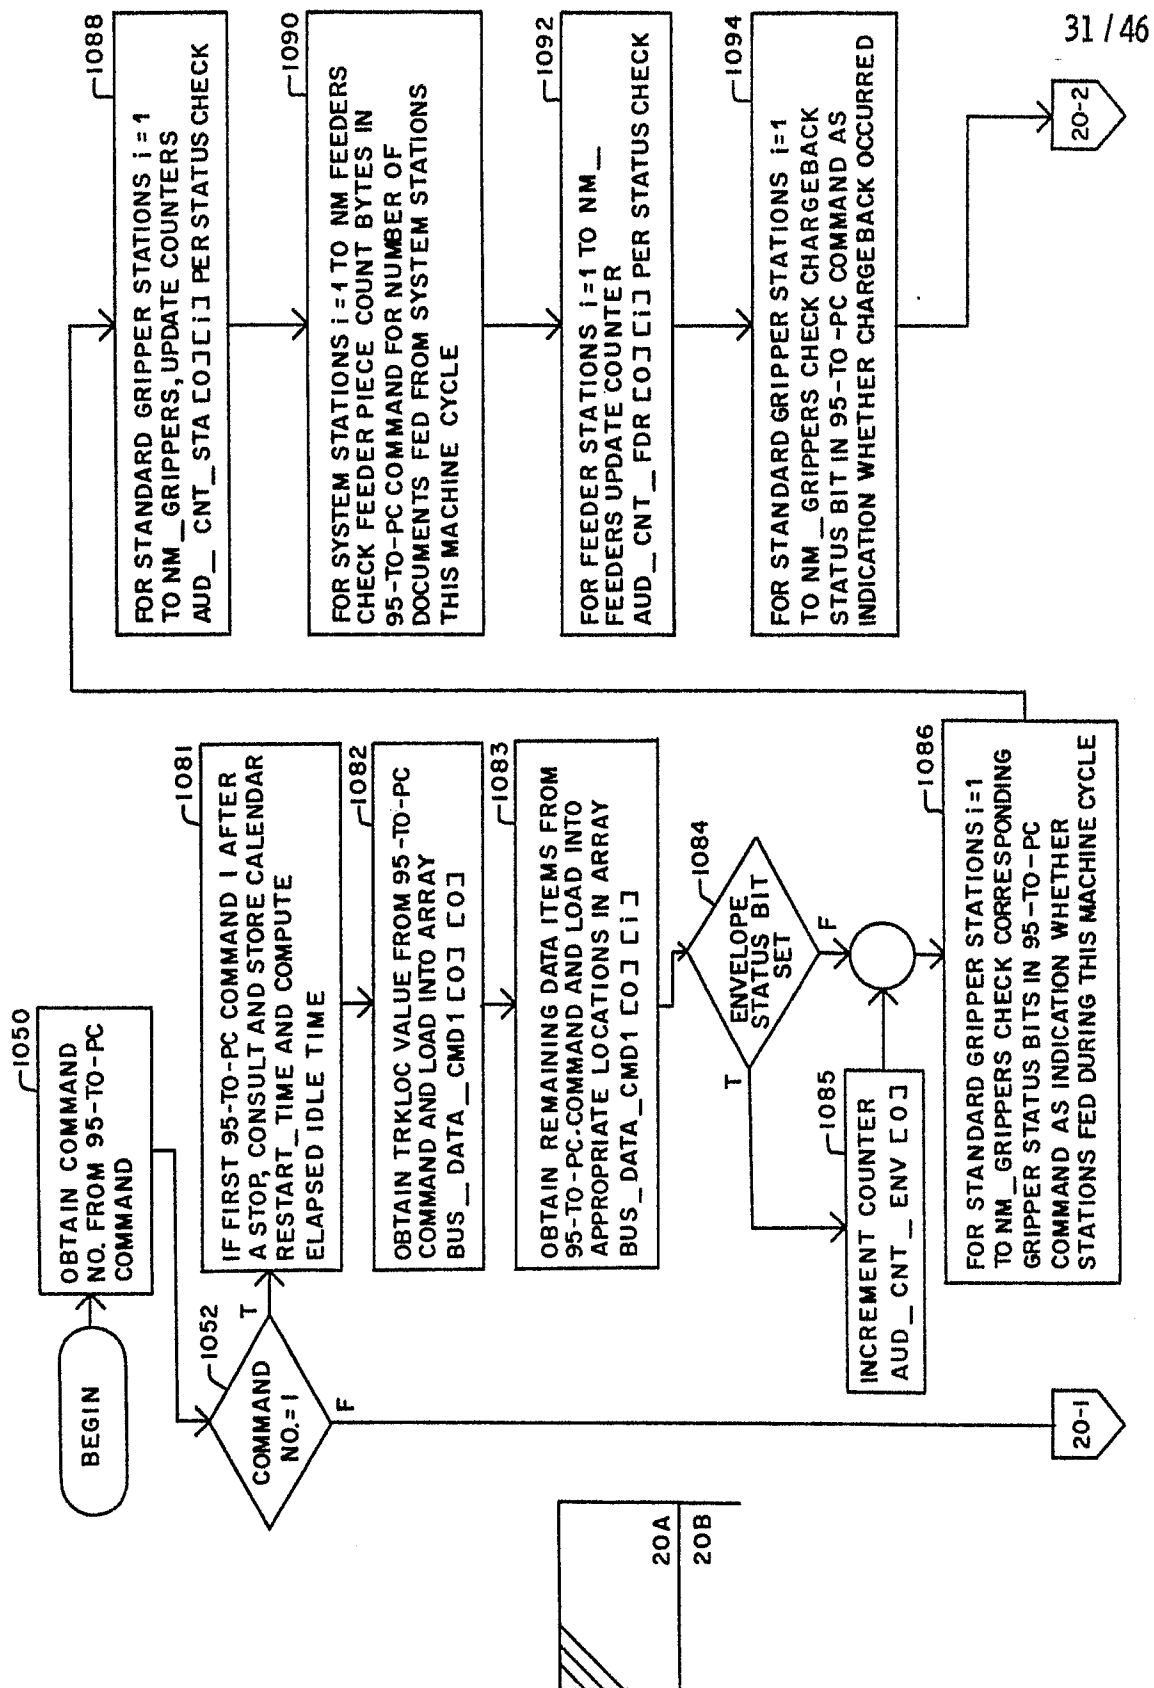 31 / 46
BEGIN
1050
OBTAIN COMMAND
NO. FROM 95-TO-PC
COMMAND
1052
COMMAND
NO.=1
T
F
1081
IF FIRST 95-TO-PC COMMAND 1 AFTER
A STOP, CONSULT AND STORE CALENDAR
RESTART_TIME AND COMPUTE
ELAPSED IDLE TIME
1082
OBTAIN TRKLOC VALUE FROM 95-TO-PC
COMMAND AND LOAD INTO ARRAY
BUS_DATA_CMD1 [0] [0]
1083
OBTAIN REMAINING DATA ITEMS FROM
95-TO-PC.COMMAND AND LOAD INTO
APPROPRIATE LOCATIONS IN ARRAY
BUS_DATA_CMD1 [0] [i]
1084
ENVELOPE
STATUS BIT
SET
T
F
1085
INCREMENT COUNTER
AUD_CNT_ENV [0]
1086
FOR STANDARD GRIPPER STATIONS i=1
TO NM_GRIPPERS CHECK CORRESPONDING
GRIPPER STATUS BITS IN 95-TO-PC
COMMAND AS INDICATION WHETHER
STATIONS FED DURING THIS MACHINE CYCLE
20-1
1088
FOR STANDARD GRIPPER STATIONS i=1
TO NM_GRIPPERS, UPDATE COUNTERS
AUD_CNT_STA [0] [i] PER STATUS CHECK
1090
FOR SYSTEM STATIONS i=1 TO NM FEEDERS
CHECK FEEDER PIECE COUNT BYTES IN
95-TO-PC COMMAND FOR NUMBER OF
DOCUMENTS FED FROM SYSTEM STATIONS
THIS MACHINE CYCLE
1092
FOR FEEDER STATIONS i=1 TO NM_
FEEDERS UPDATE COUNTER
AUD_CNT_FDR [0] [i] PER STATUS CHECK
1094
FOR STANDARD GRIPPER STATIONS i=1
TO NM_GRIPPERS CHECK CHARGEBACK
STATUS BIT IN 95-TO-PC COMMAND AS
INDICATION WHETHER CHARGEBACK OCCURRED
20-2
20A
20B